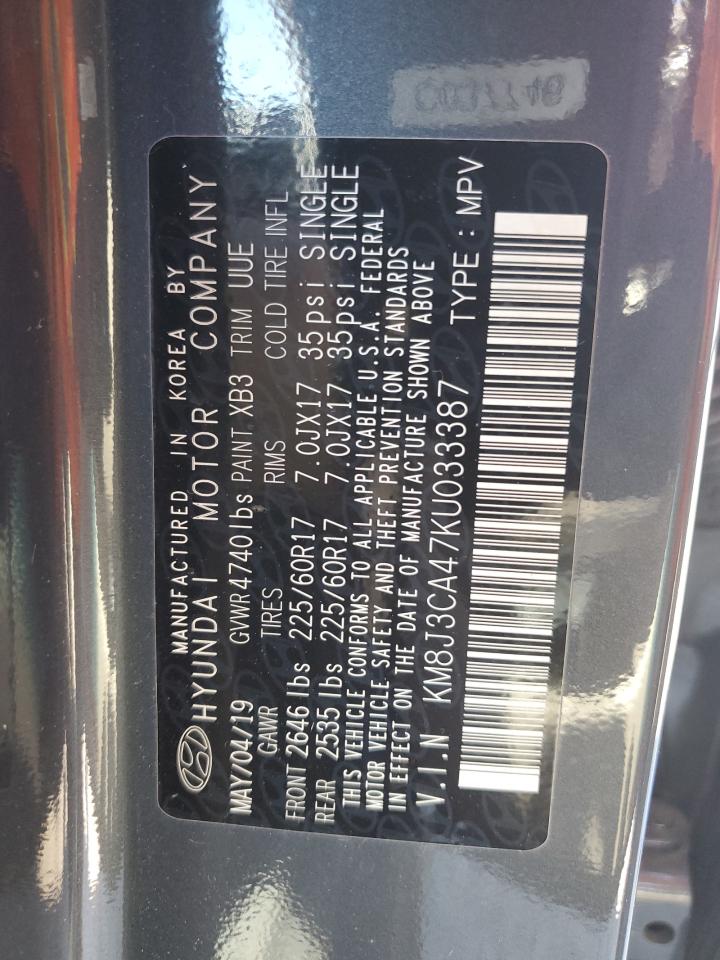 MANUFACTURED IN KOREA BY
HYUNDAI MOTOR COMPANY
MAY/04/19 GVWR 4740 lbs PAINT XB3 TRIM UUE
GAWR TIRES RIMS COLD TIRE INFL
FRONT 2646 lbs 225/60R17 7.0JX17 35psi SINGLE
REAR 2535 lbs 225/60R17 7.0JX17 35psi SINGLE
THIS VEHICLE CONFORMS TO ALL APPLICABLE U.S.A. FEDERAL
MOTOR VEHICLE SAFETY AND THEFT PREVENTION STANDARDS
IN EFFECT ON THE DATE OF MANUFACTURE SHOWN ABOVE
V.I.N KM8J3CA47KU033387 TYPE : MPV